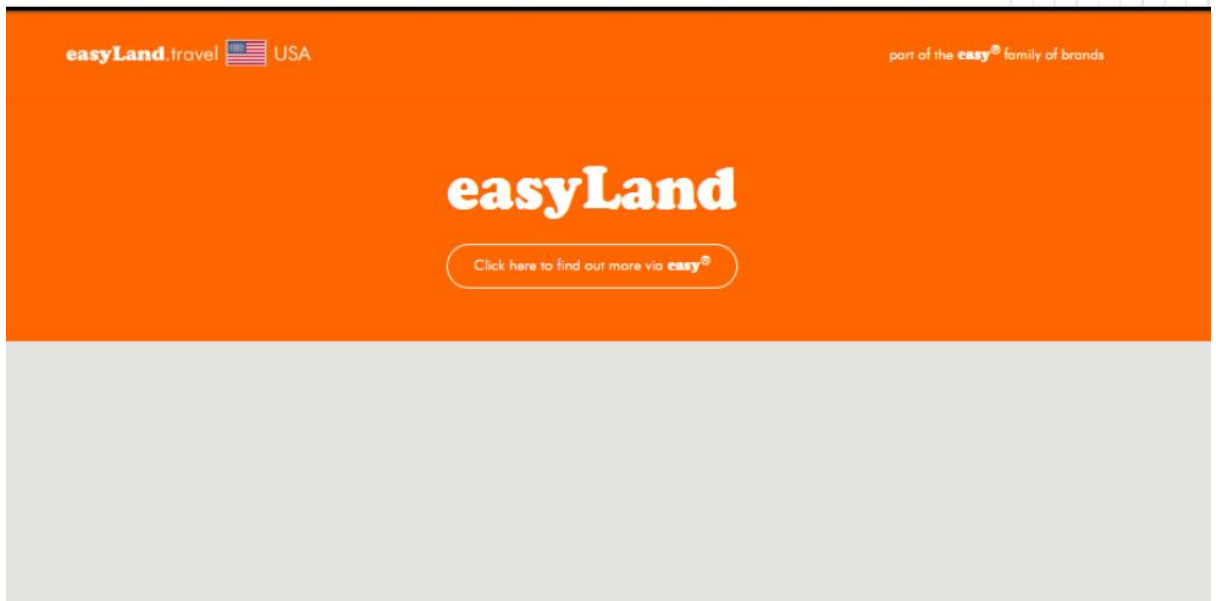 easyLand.travel USA
part of the easy® family of brands
easyLand
Click here to find out more via easy®